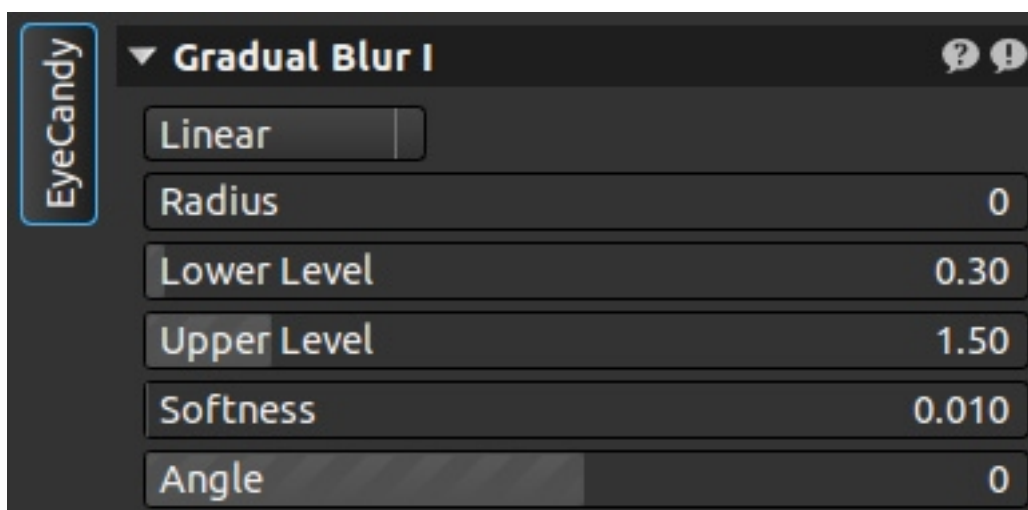 EyeCandy
Gradual Blur I
Linear
Radius 0
Lower Level 0.30
Upper Level 1.50
Softness 0.010
Angle 0